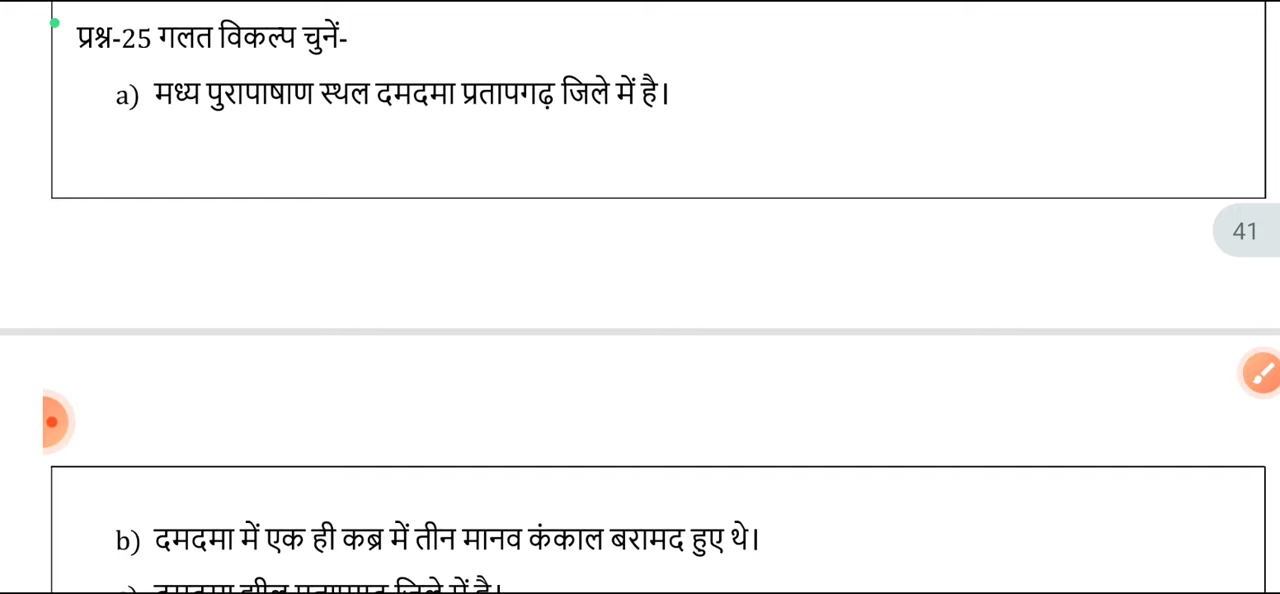 प्रश्न-25 गलत विकल्प चुनें-
a) मध्य पुरापाषाण स्थल दमदमा प्रतापगढ़ जिले में है।
41
b) दमदमा में एक ही कब्र में तीन मानव कंकाल बरामद हुए थे।
जिले में है।